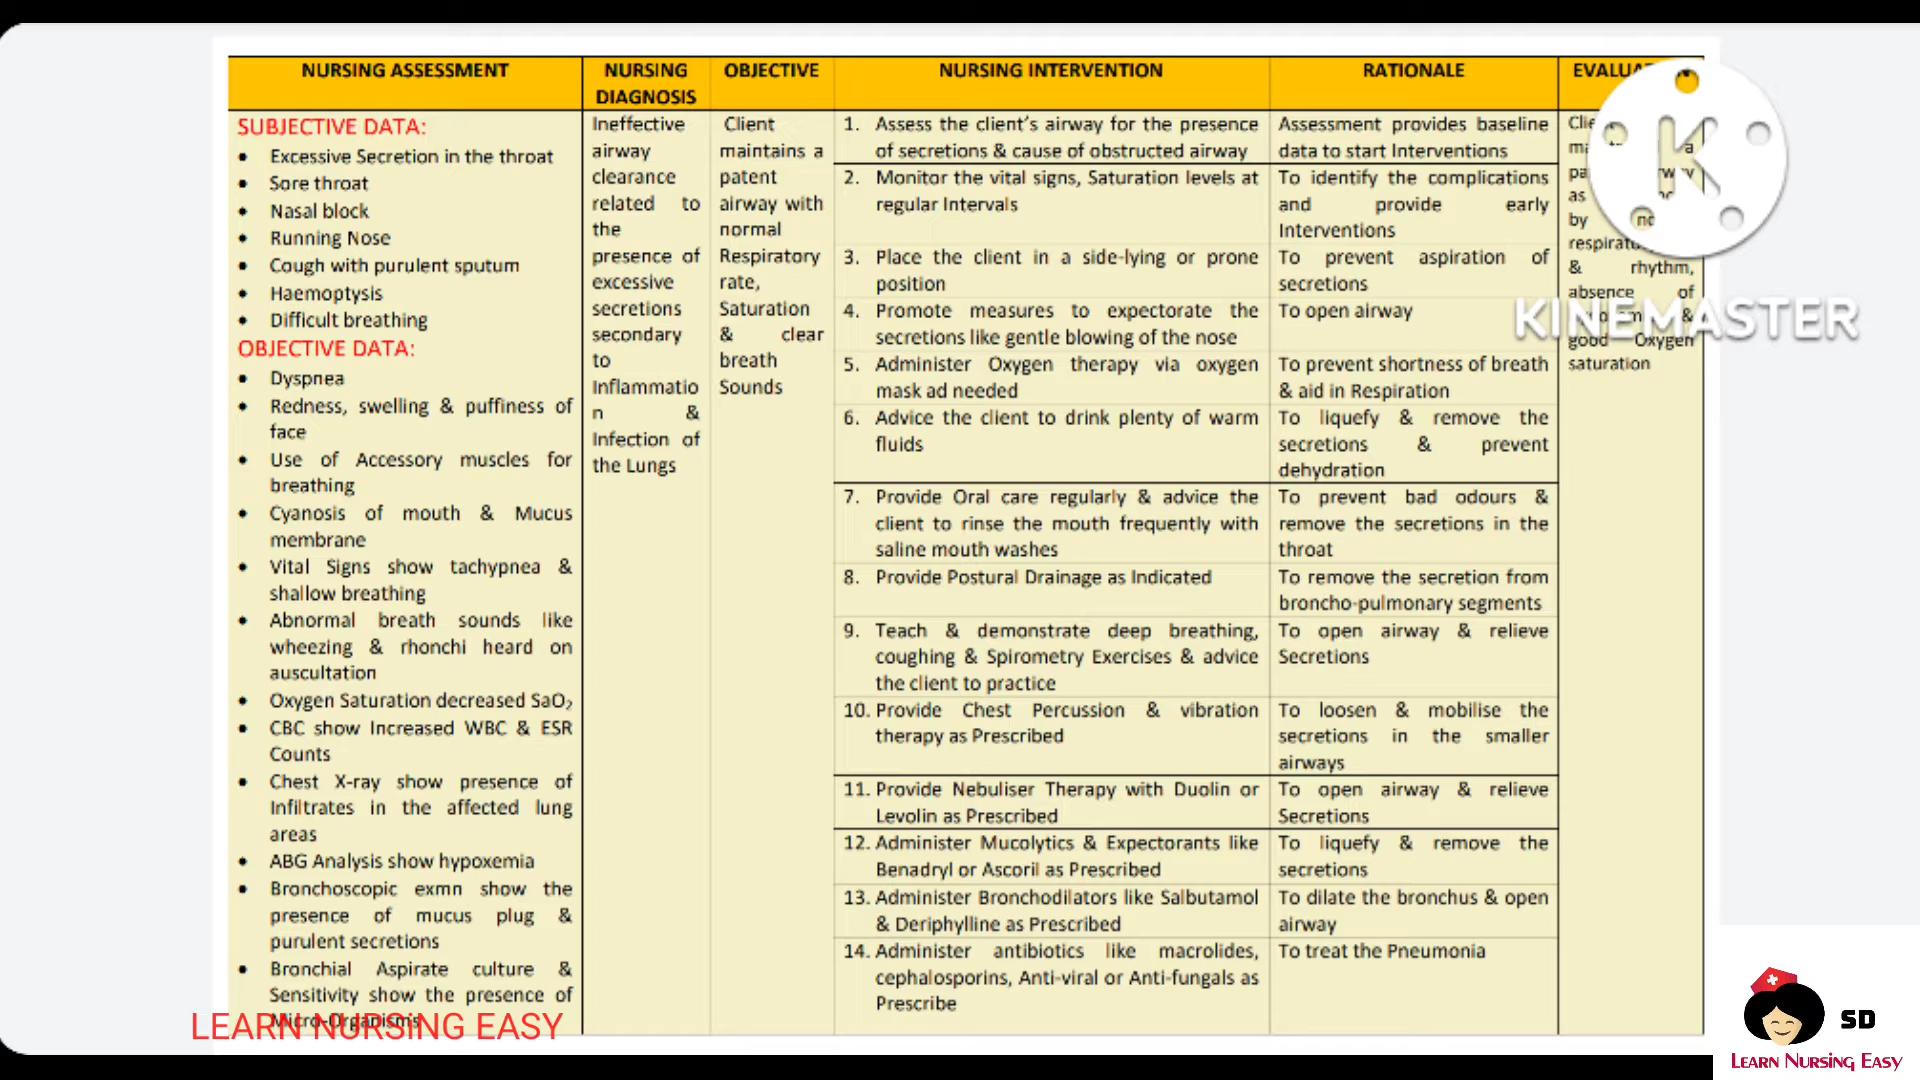 NURSING ASSESSMENT
NURSING
DIAGNOSIS
OBJECTIVE
NURSING INTERVENTION
RATIONALE
SUBJECTIVE DATA:
• Excessive Secretion in the throat
• Sore throat
• Nasal block
• Running Nose
• Cough with purulent sputum
• Haemoptysis
• Difficult breathing
OBJECTIVE DATA:
• Dyspnea
• Redness, swelling & puffiness of
face
• Use of Accessory muscles for
breathing
• Cyanosis of mouth & Mucus
membrane
• Vital Signs show tachypnea &
shallow breathing
• Abnormal breath sounds like
wheezing & rhonchi heard on
auscultation
• Oxygen Saturation decreased SaO₂
• CBC show Increased WBC & ESR
Counts
• Chest X-ray show presence of
Infiltrates in the affected lung
areas
• ABG Analysis show hypoxemia
• Bronchoscopic exmn show the
presence of mucus plug &
purulent secretions
• Bronchial Aspirate culture &
Sensitivity show the presence of
Micro-Organisms
Ineffective
airway
clearance
related to
the
presence of
excessive
secretions
secondary
to
Inflammatio
n &
Infection of
the Lungs
Client
maintains a
patent
airway with
normal
Respiratory
rate,
Saturation
& clear
breath
Sounds
1. Assess the client's airway for the presence
of secretions & cause of obstructed airway
Assessment provides baseline
data to start Interventions
2. Monitor the vital signs, Saturation levels at
regular Intervals
To identify the complications
and provide early
Interventions
3. Place the client in a side-lying or prone
position
To prevent aspiration of
secretions
4. Promote measures to expectorate the
secretions like gentle blowing of the nose
To open airway
5. Administer Oxygen therapy via oxygen
mask ad needed
To prevent shortness of breath
& aid in Respiration
6. Advice the client to drink plenty of warm
fluids
To liquefy & remove the
secretions & prevent
dehydration
7. Provide Oral care regularly & advice the
client to rinse the mouth frequently with
saline mouth washes
To prevent bad odours &
remove the secretions in the
throat
8. Provide Postural Drainage as Indicated
To remove the secretion from
broncho-pulmonary segments
9. Teach & demonstrate deep breathing,
coughing & Spirometry Exercises & advice
the client to practice
To open airway & relieve
Secretions
10. Provide Chest Percussion & vibration
therapy as Prescribed
To loosen & mobilise the
secretions in the smaller
airways
11. Provide Nebuliser Therapy with Duolin or
Levolin as Prescribed
To open airway & relieve
Secretions
12. Administer Mucolytics & Expectorants like
Benadryl or Ascoril as Prescribed
To liquefy & remove the
secretions
13. Administer Bronchodilators like Salbutamol
& Deriphylline as Prescribed
To dilate the bronchus & open
airway
14. Administer antibiotics like macrolides,
cephalosporins, Anti-viral or Anti-fungals as
Prescribe
To treat the Pneumonia
as
by
& rhythm,
absence of
&
good Oxygen
saturation
K
KINEMASTER
LEARN NURSING EASY
SD
LEARN NURSING EASY